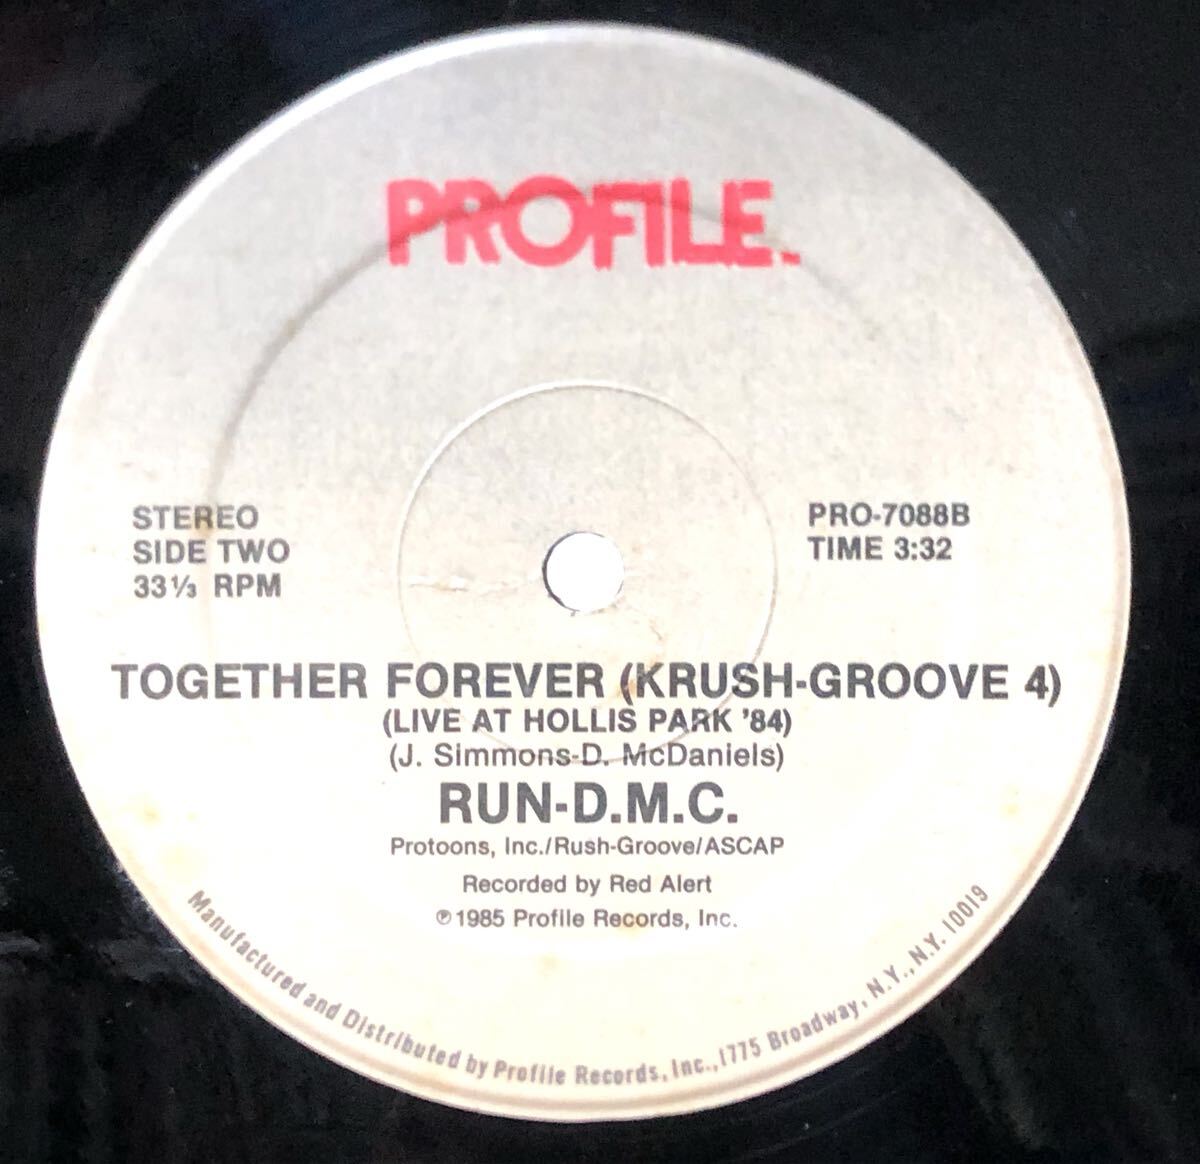 PROFILE.
STEREO
SIDE TWO
33⅓ RPM
PRO-7088B
TIME 3:32
TOGETHER FOREVER (KRUSH-GROOVE 4)
(LIVE AT HOLLIS PARK '84)
(J. Simmons-D. McDaniels)
RUN-D.M.C.
Protoons, Inc./Rush-Groove/ASCAP
Recorded by Red Alert
℗1985 Profile Records, Inc.
Manufactured and Distributed by Profile Records, Inc., 1775 Broadway, N.Y., N.Y. 10019